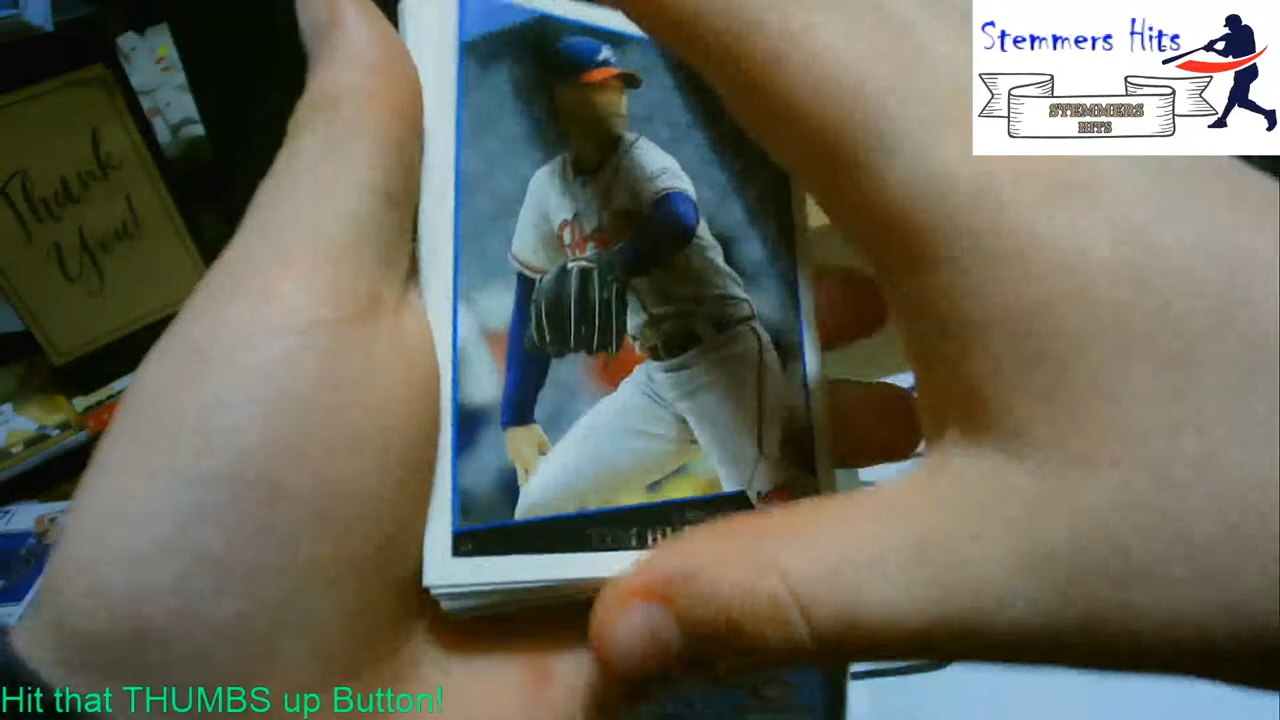 Stemmers Hits
STEMMERS
HITS
Thank
You!
Hit that THUMBS up Button!